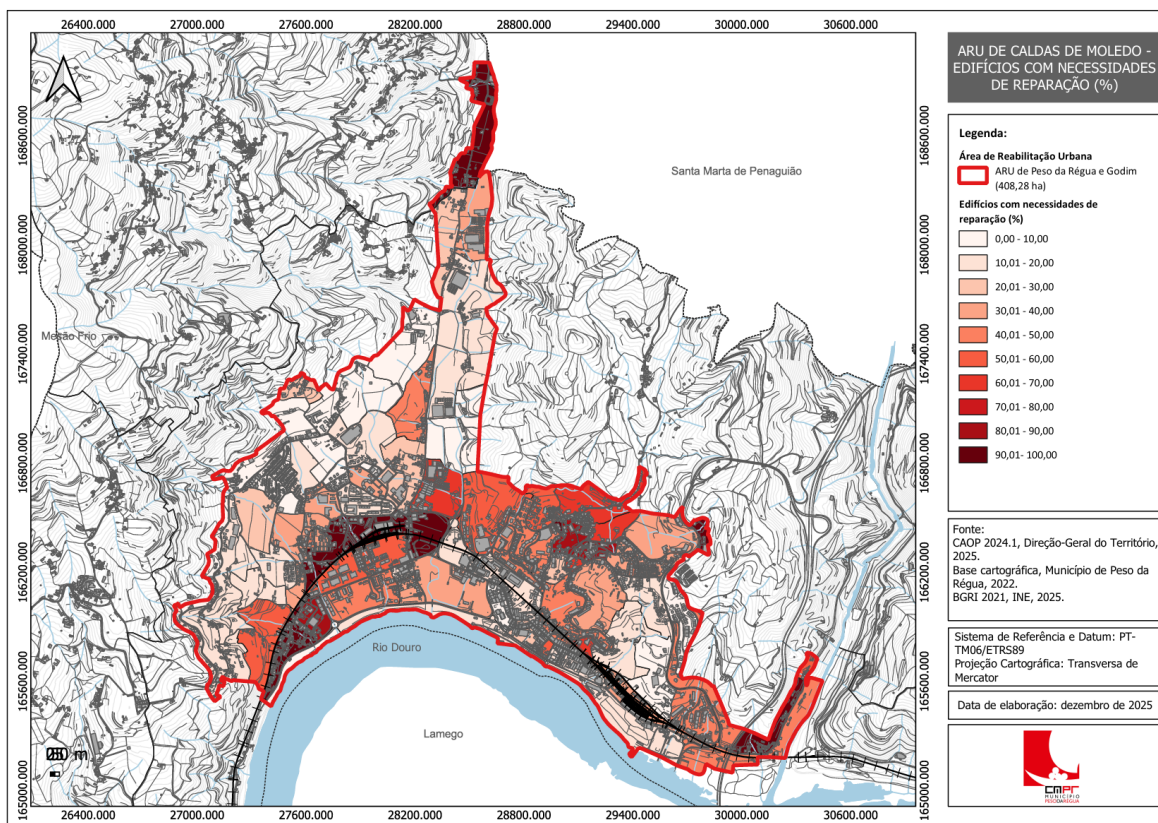 26400.000 27000.000 27600.000 28200.000 28800.000 29400.000 30000.000 30600.000
168600.000
168000.000
167400.000
166800.000
166200.000
165600.000
165000.000
Santa Marta de Penaguião
Mesão Frio
Rio Douro
Lamego
m
168600.000
168000.000
167400.000
166800.000
166200.000
165600.000
165000.000
26400.000 27000.000 27600.000 28200.000 28800.000 29400.000 30000.000 30600.000
ARU DE CALDAS DE MOLEDO -
EDIFÍCIOS COM NECESSIDADES
DE REPARAÇÃO (%)
Legenda:
Área de Reabilitação Urbana
ARU de Peso da Régua e Godim
(408,28 ha)
Edifícios com necessidades de
reparação (%)
0,00 - 10,00
10,01 - 20,00
20,01 - 30,00
30,01 - 40,00
40,01 - 50,00
50,01 - 60,00
60,01 - 70,00
70,01 - 80,00
80,01 - 90,00
90,01 - 100,00
Fonte:
CAOP 2024.1, Direção-Geral do Território,
2025.
Base cartográfica, Município de Peso da
Régua, 2022.
BGRI 2021, INE, 2025.
Sistema de Referência e Datum: PT-
TM06/ETRS89
Projeção Cartográfica: Transversa de
Mercator
Data de elaboração: dezembro de 2025
CMPR
MUNICÍPIO
PESODARÉGUA